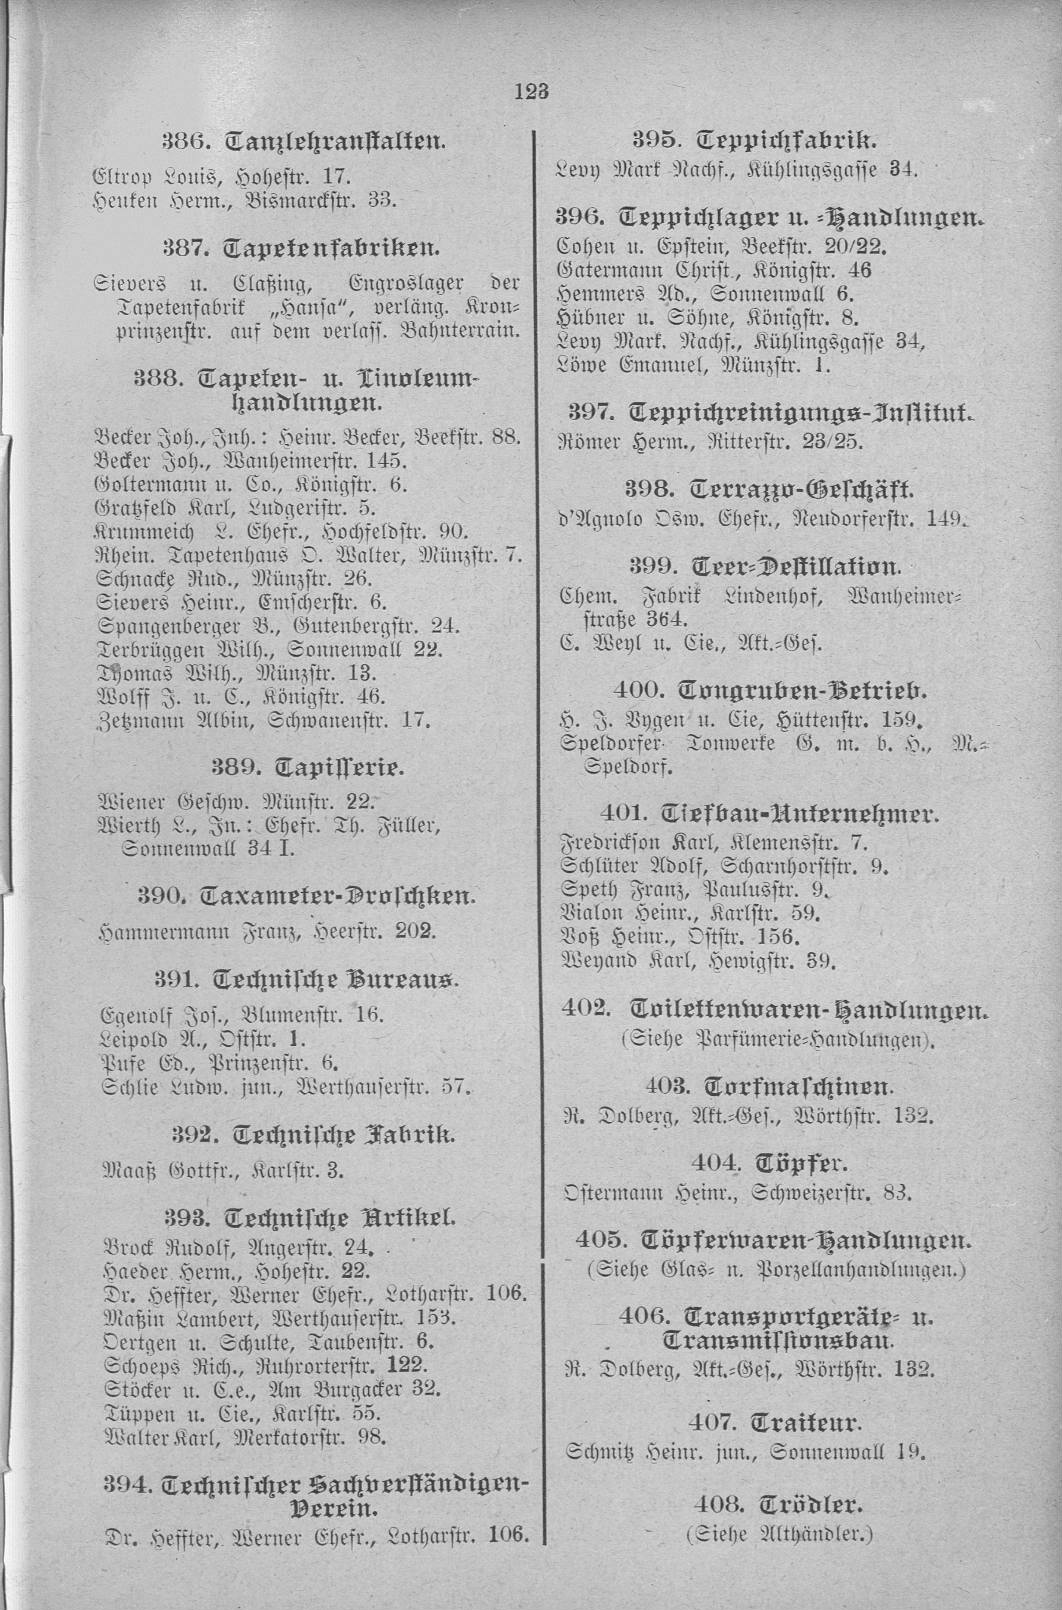 123
386. Tanzlehranstalten.
Eltrop Louis, Hohestr. 17.
Henken Herm., Bismarckstr. 33.
387. Tapetenfabriken.
Sievers u. Claßing, Engroslager der
Tapetenfabrik „Hansa", verläng. Kron-
prinzenstr. auf dem verlass. Bahnterrain.
388. Tapeten- u. Linoleum-
handlungen.
Becker Joh., Inh.: Heinr. Becker, Beekstr. 88.
Becker Joh., Wanheimerstr. 145.
Goltermann u. Co., Königstr. 6.
Gratzfeld Karl, Ludgeristr. 5.
Krummeich L. Ehefr., Hochfeldstr. 90.
Rhein. Tapetenhaus O. Walter, Münzstr. 7.
Schnacke Rud., Münzstr. 26.
Sievers Heinr., Emscherstr. 6.
Spangenberger B., Gutenbergstr. 24.
Terbrüggen Wilh., Sonnenwall 22.
Thomas Wilh., Münzstr. 13.
Wolff J. u. C., Königstr. 46.
Zetzmann Albin, Schwanenstr. 17.
389. Tapisserie.
Wiener Geschw. Münstr. 22.
Wierth L., In.: Ehefr. Th. Füller,
Sonnenwall 34 I.
390. Taxameter-Droschken.
Hammermann Franz, Heerstr. 202.
391. Technische Bureaus.
Egenolf Jos., Blumenstr. 16.
Leipold A., Oststr. 1.
Pufe Ed., Prinzenstr. 6.
Schlie Ludw. jun., Werthauserstr. 57.
392. Technische Fabrik.
Maaß Gottfr., Karlstr. 3.
393. Technische Artikel.
Brock Rudolf, Angerstr. 24.
Haeder Herm., Hohestr. 22.
Dr. Heffter, Werner Ehefr., Lotharstr. 106.
Maßin Lambert, Werthauserstr. 153.
Oertgen u. Schulte, Taubenstr. 6.
Schoeps Rich., Ruhrorterstr. 122.
Stöcker u. C.e., Am Burgacker 32.
Tüppen u. Cie., Karlstr. 55.
Walter Karl, Merkatorstr. 98.
394. Technischer Sachverständigen-
Verein.
Dr. Heffter, Werner Ehefr., Lotharstr. 106.
395. Teppichfabrik.
Levy Mark Nachf., Kühlingsgasse 34.
396. Teppichlager u. -Handlungen.
Cohen u. Epstein, Beekstr. 20/22.
Gatermann Christ., Königstr. 46
Hemmers Ad., Sonnenwall 6.
Hübner u. Söhne, Königstr. 8.
Levy Mark. Nachf., Kühlingsgasse 34,
Löwe Emanuel, Münzstr. 1.
397. Teppichreinigungs-Institut.
Römer Herm., Ritterstr. 23/25.
398. Terrazzo-Geschäft.
d'Agnolo Osw. Ehefr., Neudorferstr. 149.
399. Teer-Destillation.
Chem. Fabrik Lindenhof, Wanheimer-
straße 364.
C. Weyl u. Cie., Akt.-Ges.
400. Tongruben-Betrieb.
H. J. Vygen u. Cie, Hüttenstr. 159.
Speldorfer Tonwerke G. m. b. H., M.-
Speldorf.
401. Tiefbau-Unternehmer.
Fredrickson Karl, Klemensstr. 7.
Schlüter Adolf, Scharnhorststr. 9.
Speth Franz, Paulusstr. 9.
Vialon Heinr., Karlstr. 59.
Voß Heinr., Oststr. 156.
Weyand Karl, Hewigstr. 39.
402. Toilettenwaren-Handlungen.
(Siehe Parfümerie-Handlungen).
403. Torfmaschinen.
R. Dolberg, Akt.-Ges., Wörthstr. 132.
404. Töpfer.
Ostermann Heinr., Schweizerstr. 83.
405. Töpferwaren-Handlungen.
(Siehe Glas- u. Porzellanhandlungen.)
406. Transportgeräte- u.
Transmissionsbau.
R. Dolberg, Akt.-Ges., Wörthstr. 132.
407. Traiteur.
Schmitz Heinr. jun., Sonnenwall 19.
408. Trödler.
(Siehe Althändler.)